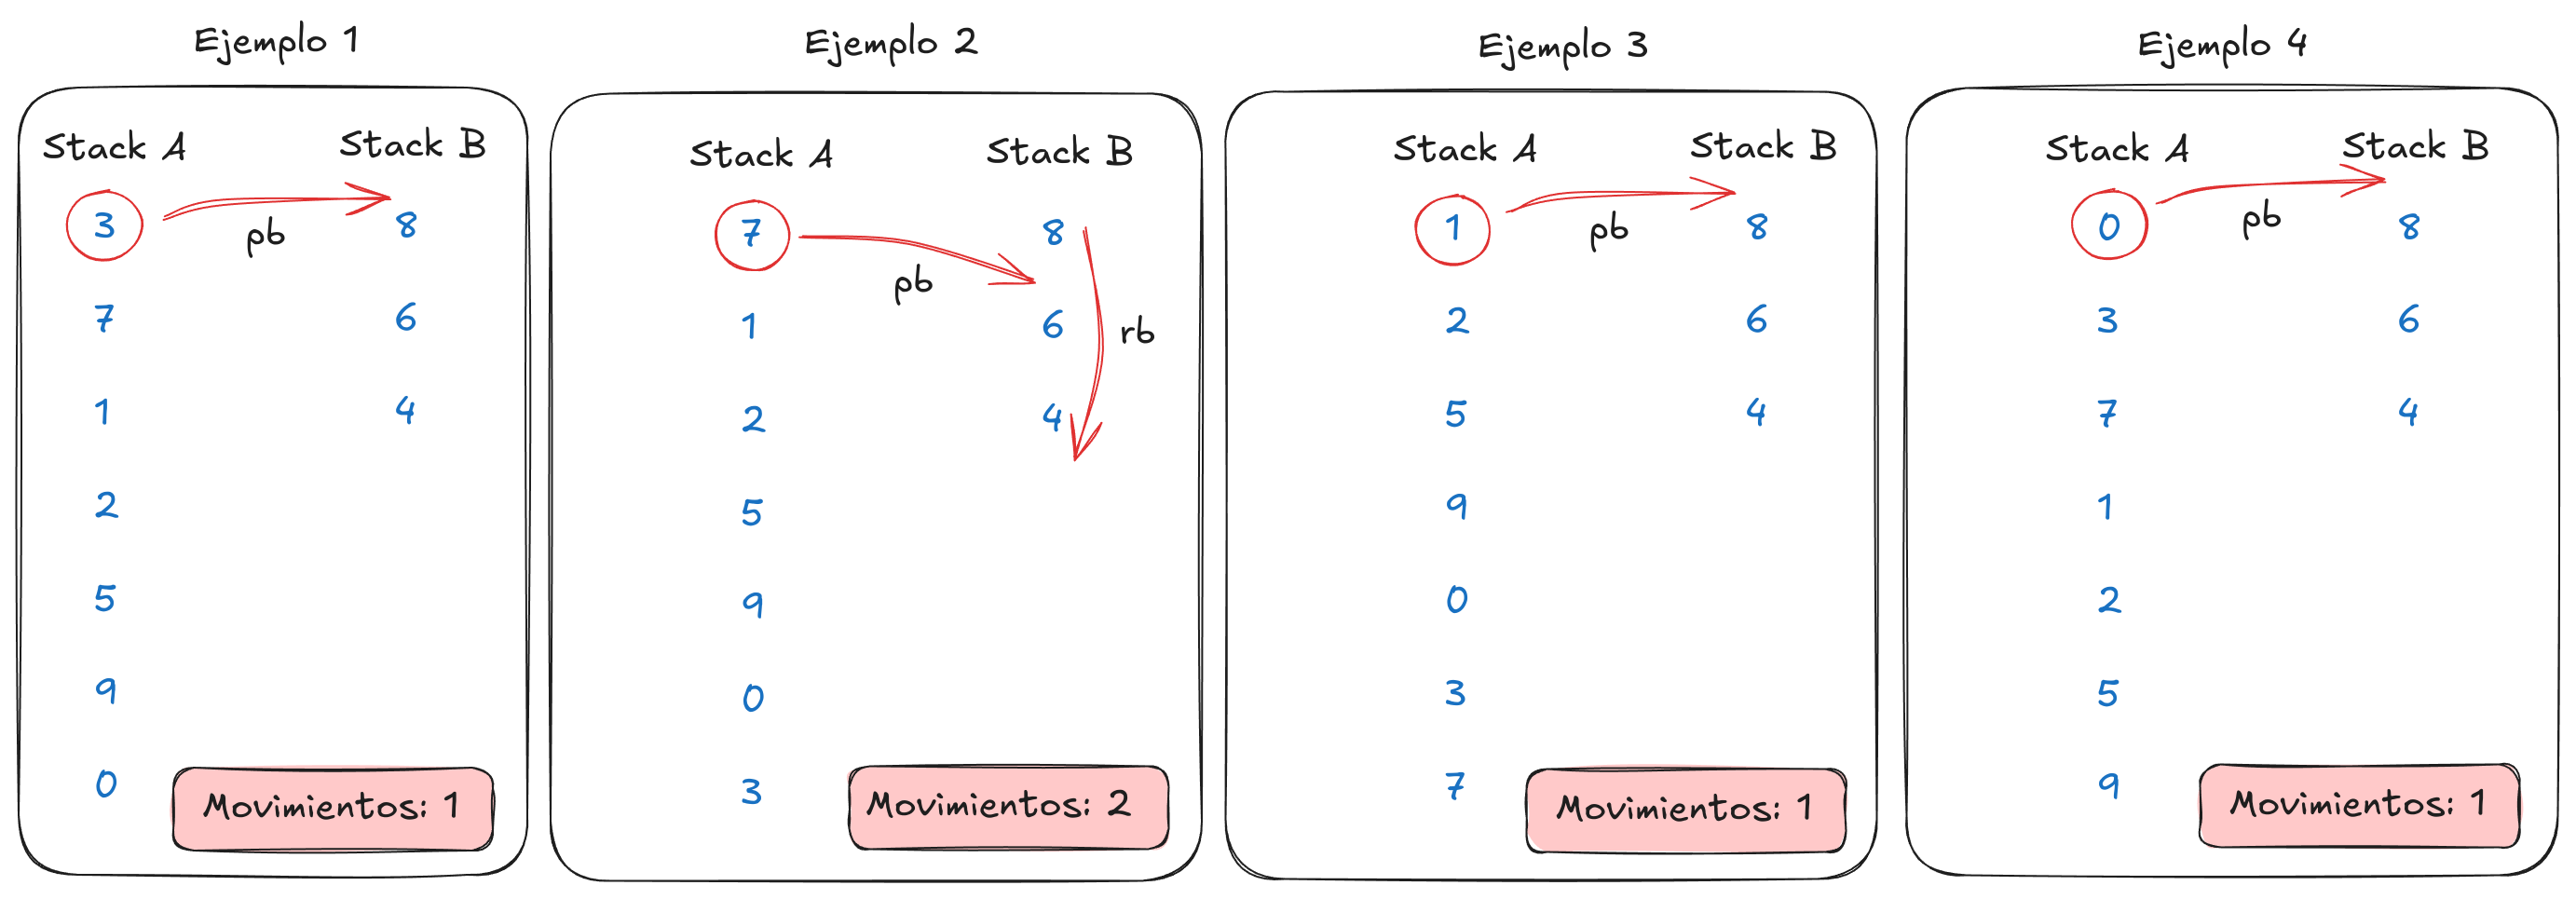 Ejemplo 1
Stack A Stack B
3 pb 8
7 6
1 4
2
5
9
0
Movimientos: 1
Ejemplo 2
Stack A Stack B
7 pb 8
1 6 rb
2 4
5
9
0
3
Movimientos: 2
Ejemplo 3
Stack A Stack B
1 pb 8
2 6
5 4
9
0
3
7
Movimientos: 1
Ejemplo 4
Stack A Stack B
0 pb 8
3 6
7 4
1
2
5
9
Movimientos: 1